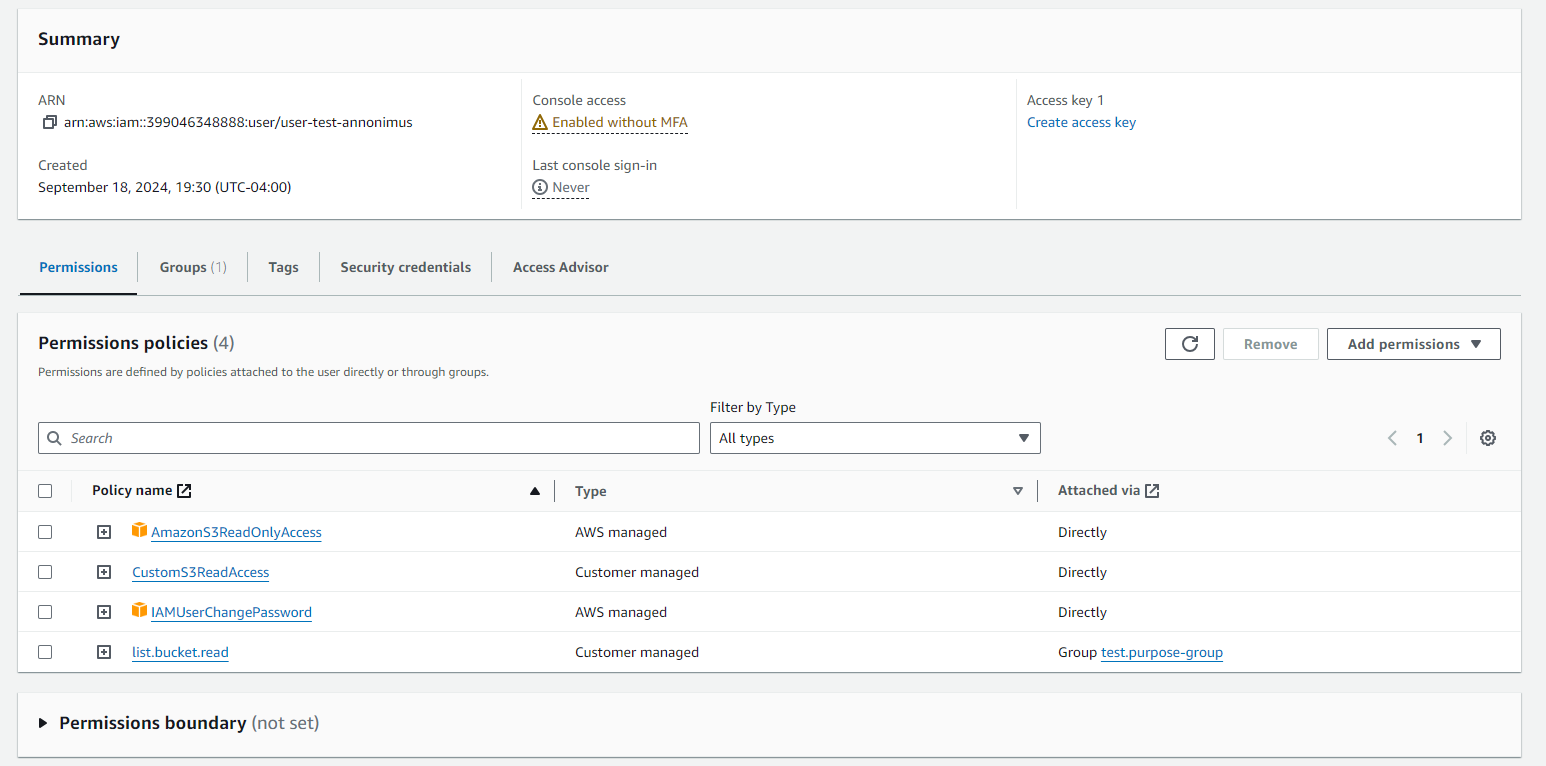 Summary
ARN
arn:aws:iam::399046348888:user/user-test-annonimus
Created
September 18, 2024, 19:30 (UTC-04:00)
Console access
Enabled without MFA
Last console sign-in
Never
Access key 1
Create access key
Permissions
Groups (1)
Tags
Security credentials
Access Advisor
Permissions policies (4)
Permissions are defined by policies attached to the user directly or through groups.
Remove
Add permissions
Filter by Type
Search
All types
1
Policy name
Type
Attached via
AmazonS3ReadOnlyAccess
AWS managed
Directly
CustomS3ReadAccess
Customer managed
Directly
IAMUserChangePassword
AWS managed
Directly
list.bucket.read
Customer managed
Group test.purpose-group
Permissions boundary (not set)